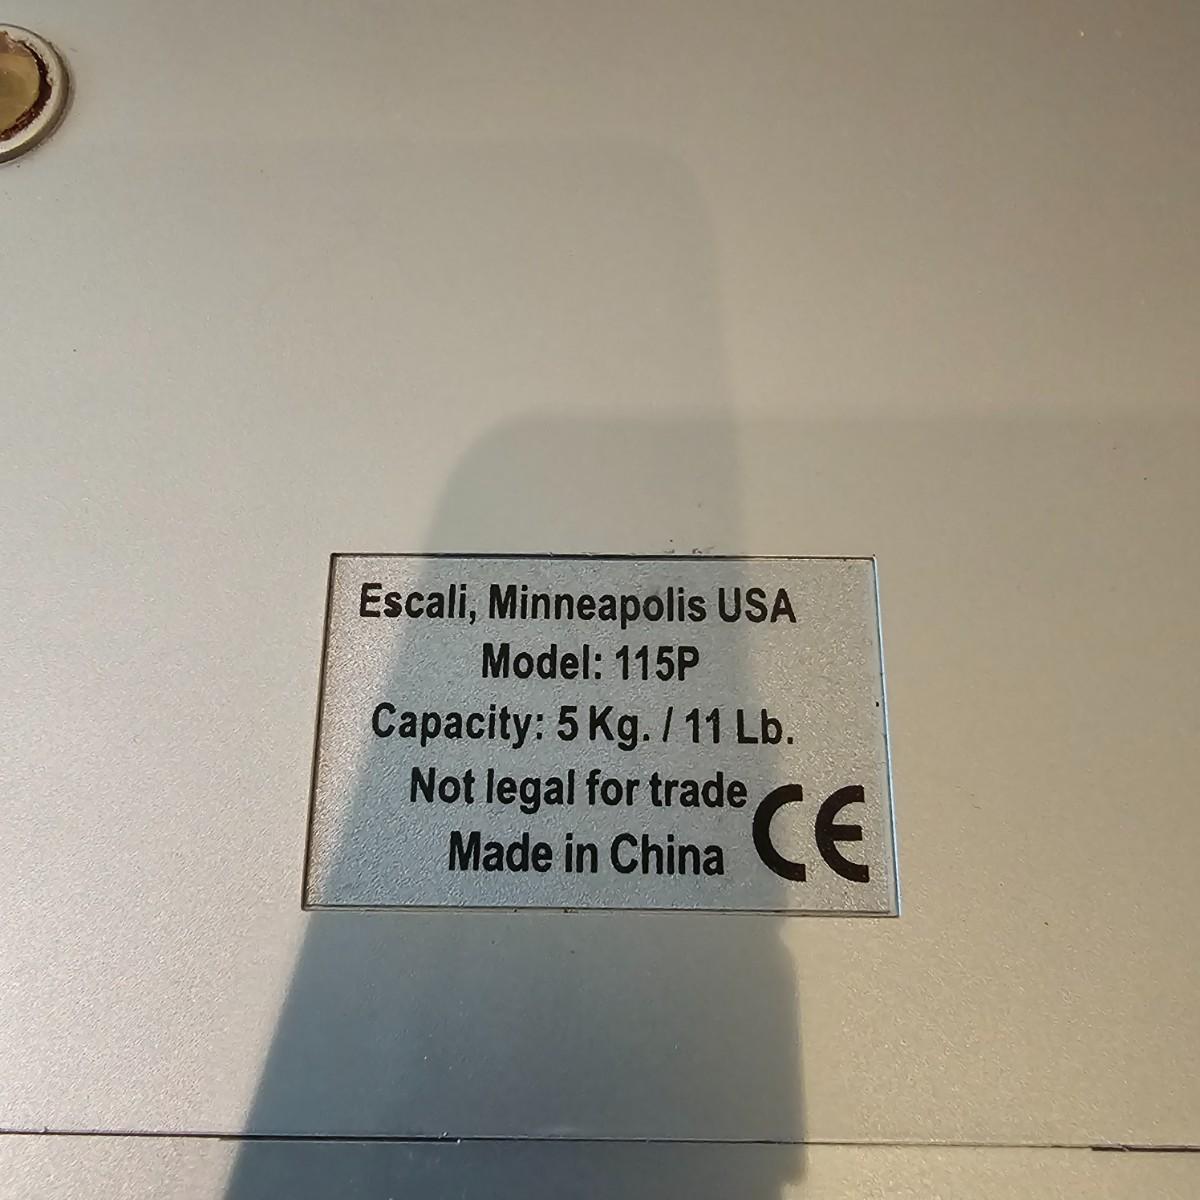 Escali, Minneapolis USA
Model: 115P
Capacity: 5 Kg. / 11 Lb.
Not legal for trade
Made in China
CE